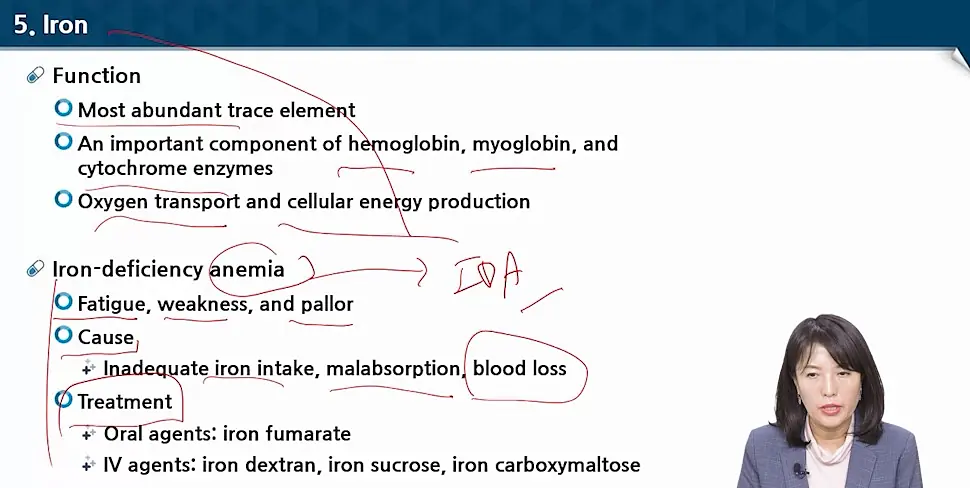 5. Iron
Function
Most abundant trace element
An important component of hemoglobin, myoglobin, and
cytochrome enzymes
Oxygen transport and cellular energy production
Iron-deficiency anemia
IDA
Fatigue, weakness, and pallor
Cause
Inadequate iron intake, malabsorption, blood loss
Treatment
Oral agents: iron fumarate
IV agents: iron dextran, iron sucrose, iron carboxymaltose